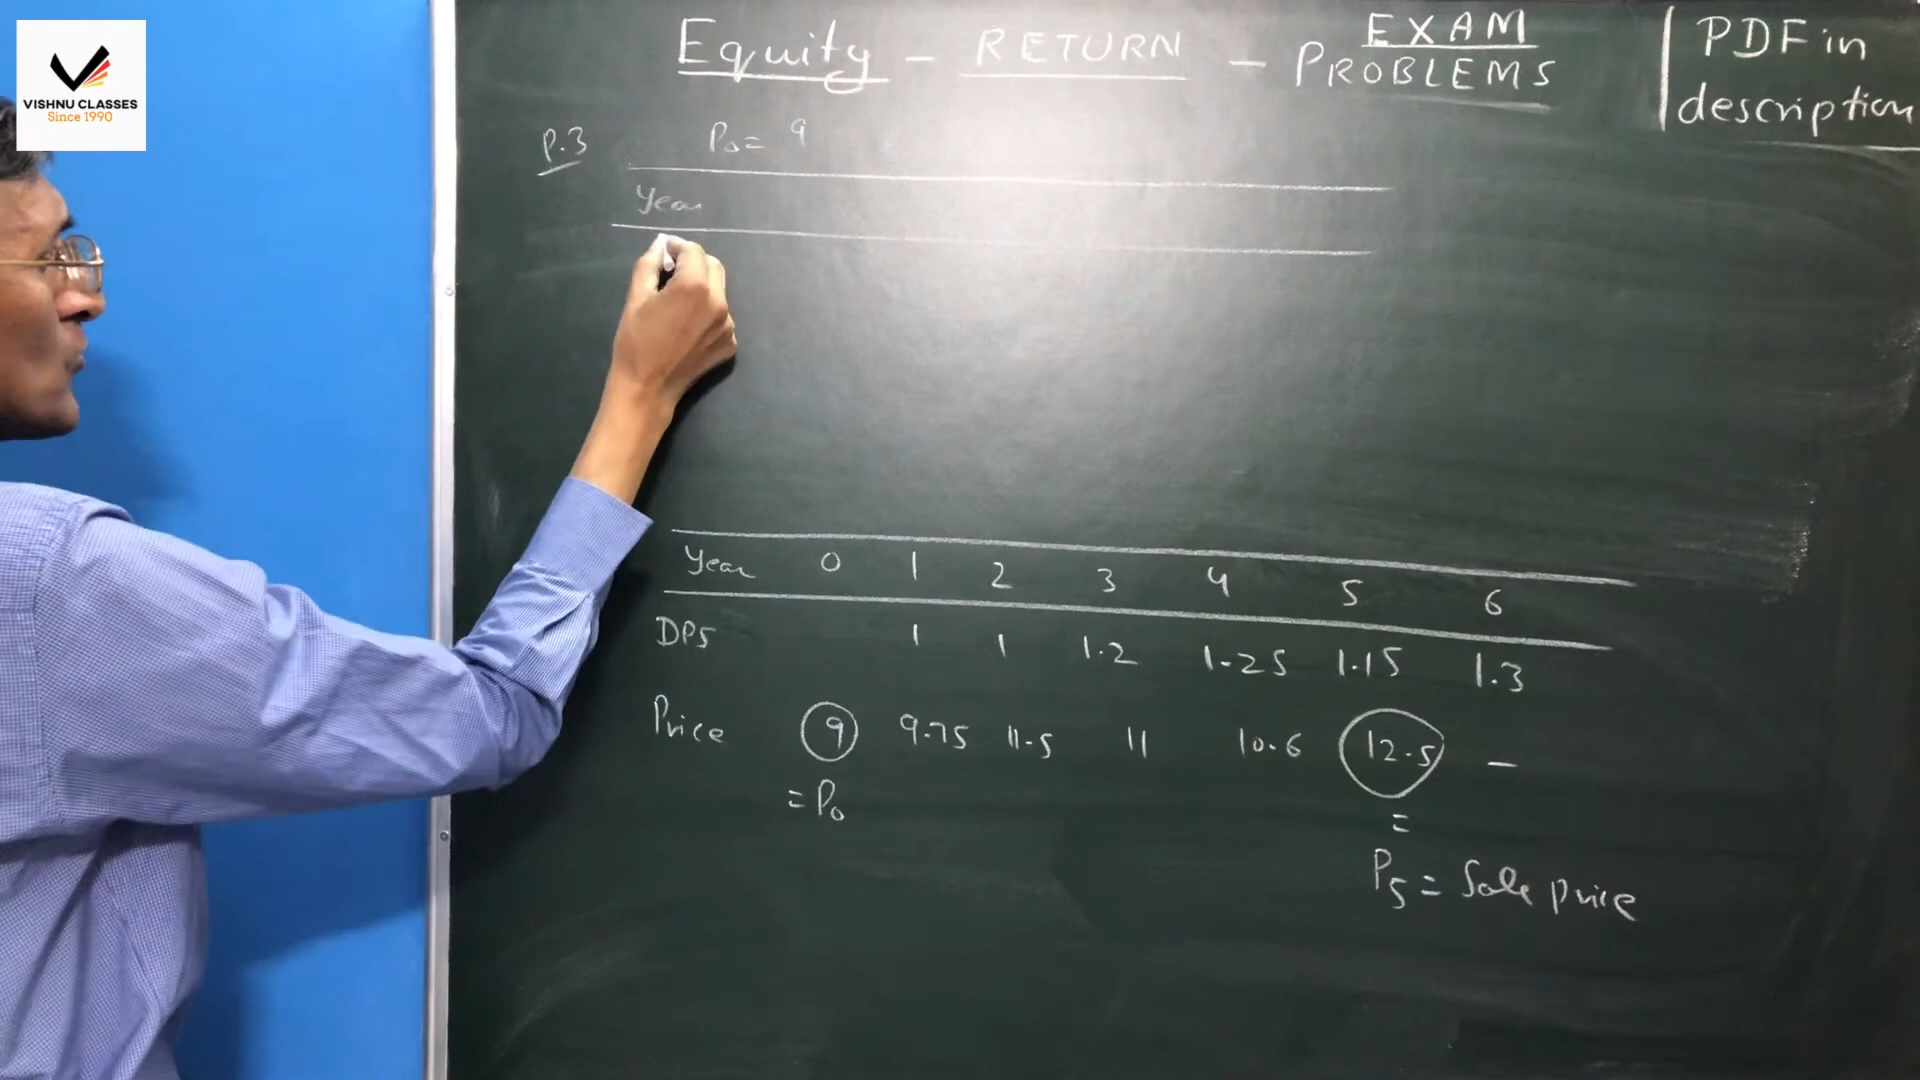 VISHNU CLASSES
Since 1990
Equity - RETURN - EXAM PROBLEMS
PDF in description
P.3 P₀ = 9
Year
Year 0 1 2 3 4 5 6
DPS 1 1 1.2 1.25 1.15 1.3
Price 9 9.75 11.5 11 10.6 12.5 —
= P₀
=
P₅ = Sale price